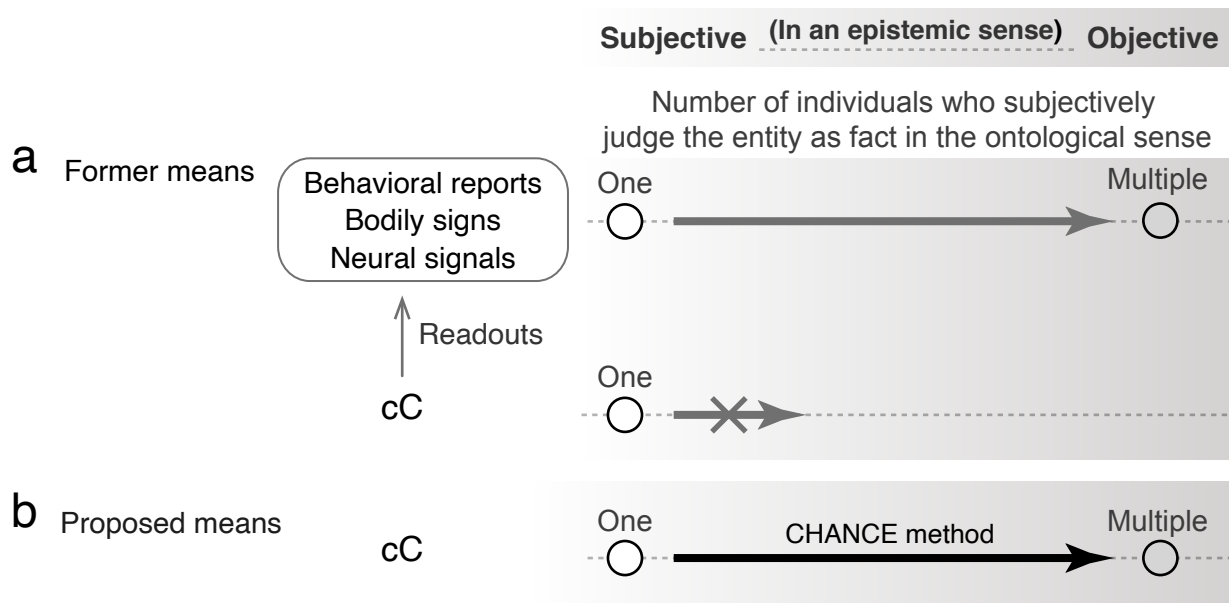 Subjective (In an epistemic sense) Objective
Number of individuals who subjectively
judge the entity as fact in the ontological sense
a Former means
Behavioral reports
Bodily signs
Neural signals
One Multiple
Readouts
cC
One
b Proposed means
cC
One CHANCE method Multiple